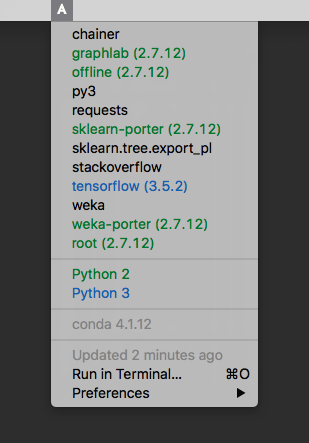 A
chainer
graphlab (2.7.12)
offline (2.7.12)
py3
requests
sklearn-porter (2.7.12)
sklearn.tree.export_pl
stackoverflow
tensorflow (3.5.2)
weka
weka-porter (2.7.12)
root (2.7.12)
Python 2
Python 3
conda 4.1.12
Updated 2 minutes ago
Run in Terminal... ⌘O
Preferences